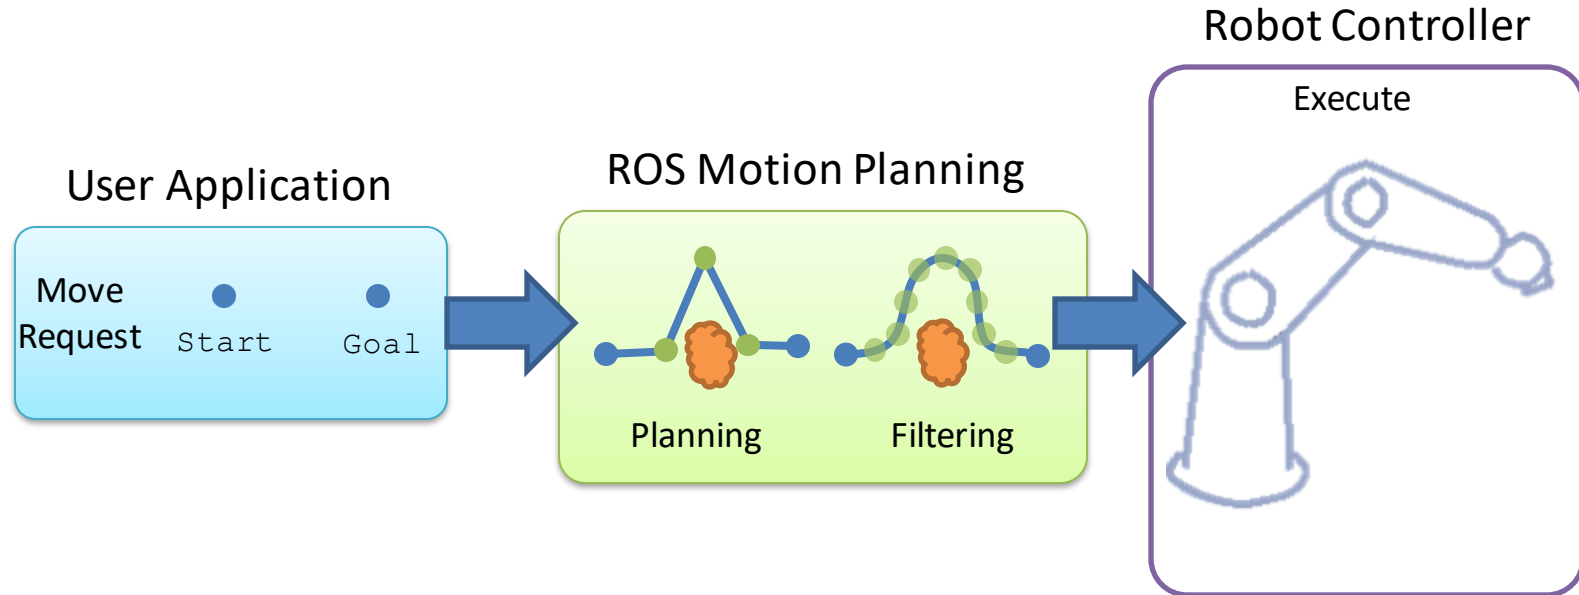 User Application
Move
Request
Start
Goal
ROS Motion Planning
Planning
Filtering
Robot Controller
Execute